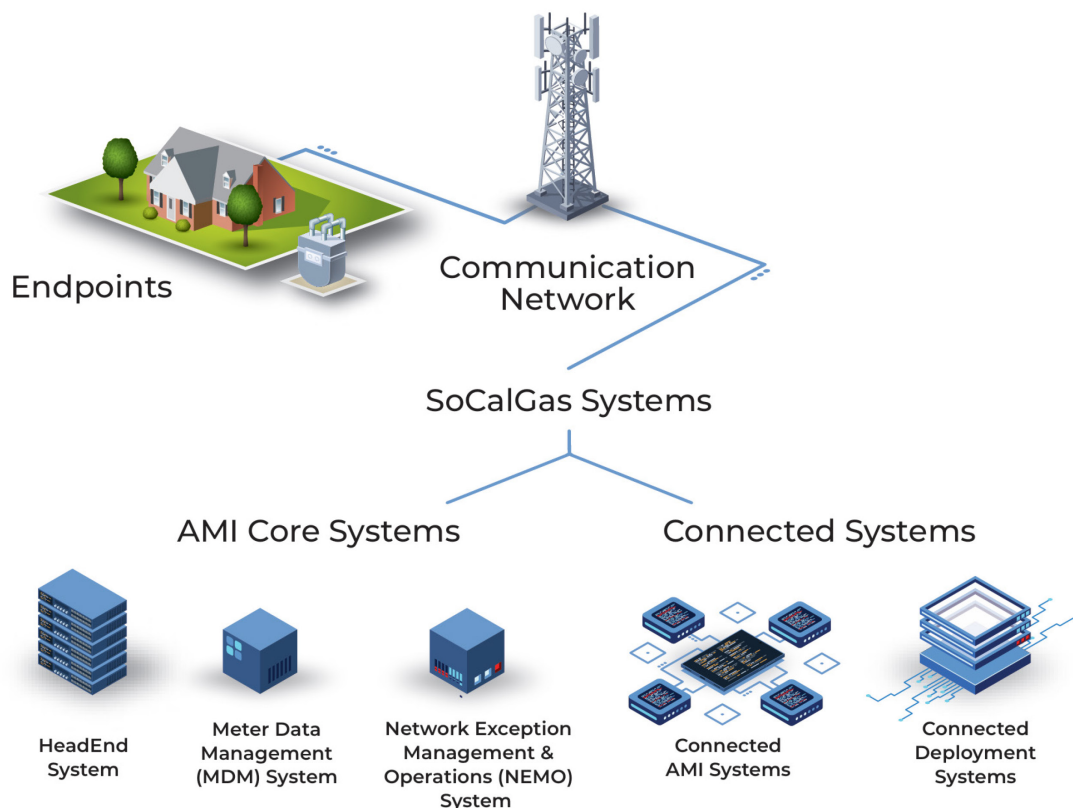 Endpoints
Communication
Network
SoCalGas Systems
AMI Core Systems
Connected Systems
HeadEnd
System
Meter Data
Management
(MDM) System
Network Exception
Management &
Operations (NEMO)
System
Connected
AMI Systems
Connected
Deployment
Systems